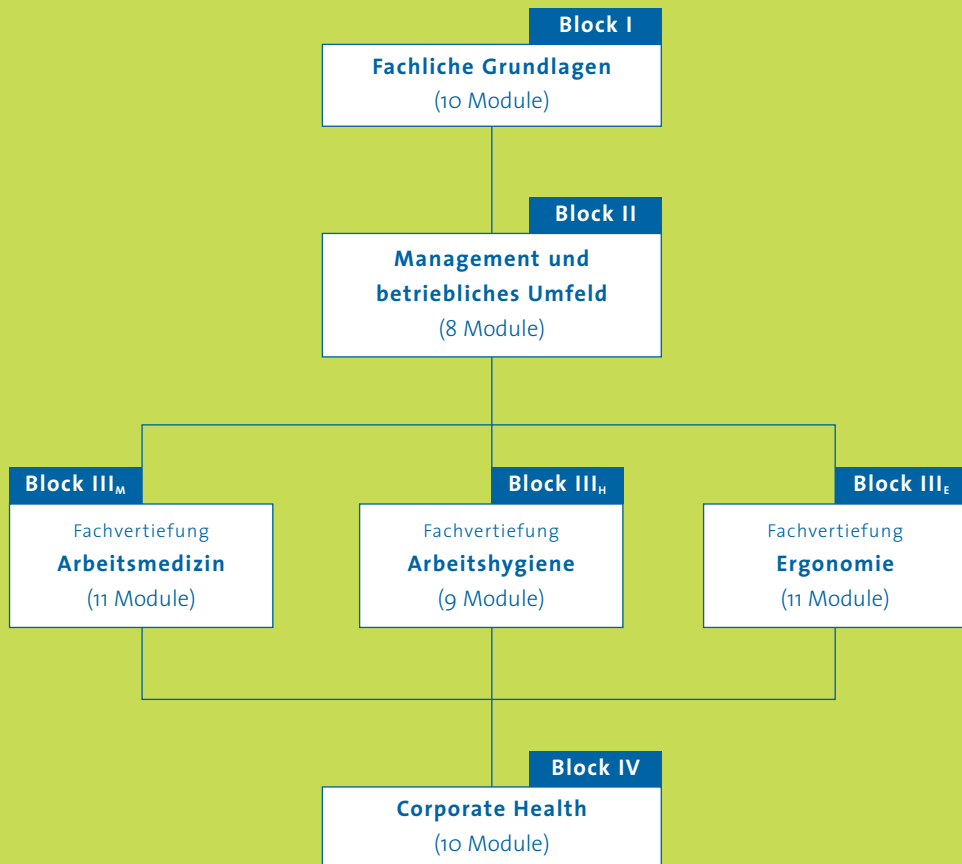 Block I
Fachliche Grundlagen
(10 Module)
Block II
Management und
betriebliches Umfeld
(8 Module)
Block IIIM
Fachvertiefung
Arbeitsmedizin
(11 Module)
Block IIIH
Fachvertiefung
Arbeitshygiene
(9 Module)
Block IIIE
Fachvertiefung
Ergonomie
(11 Module)
Block IV
Corporate Health
(10 Module)